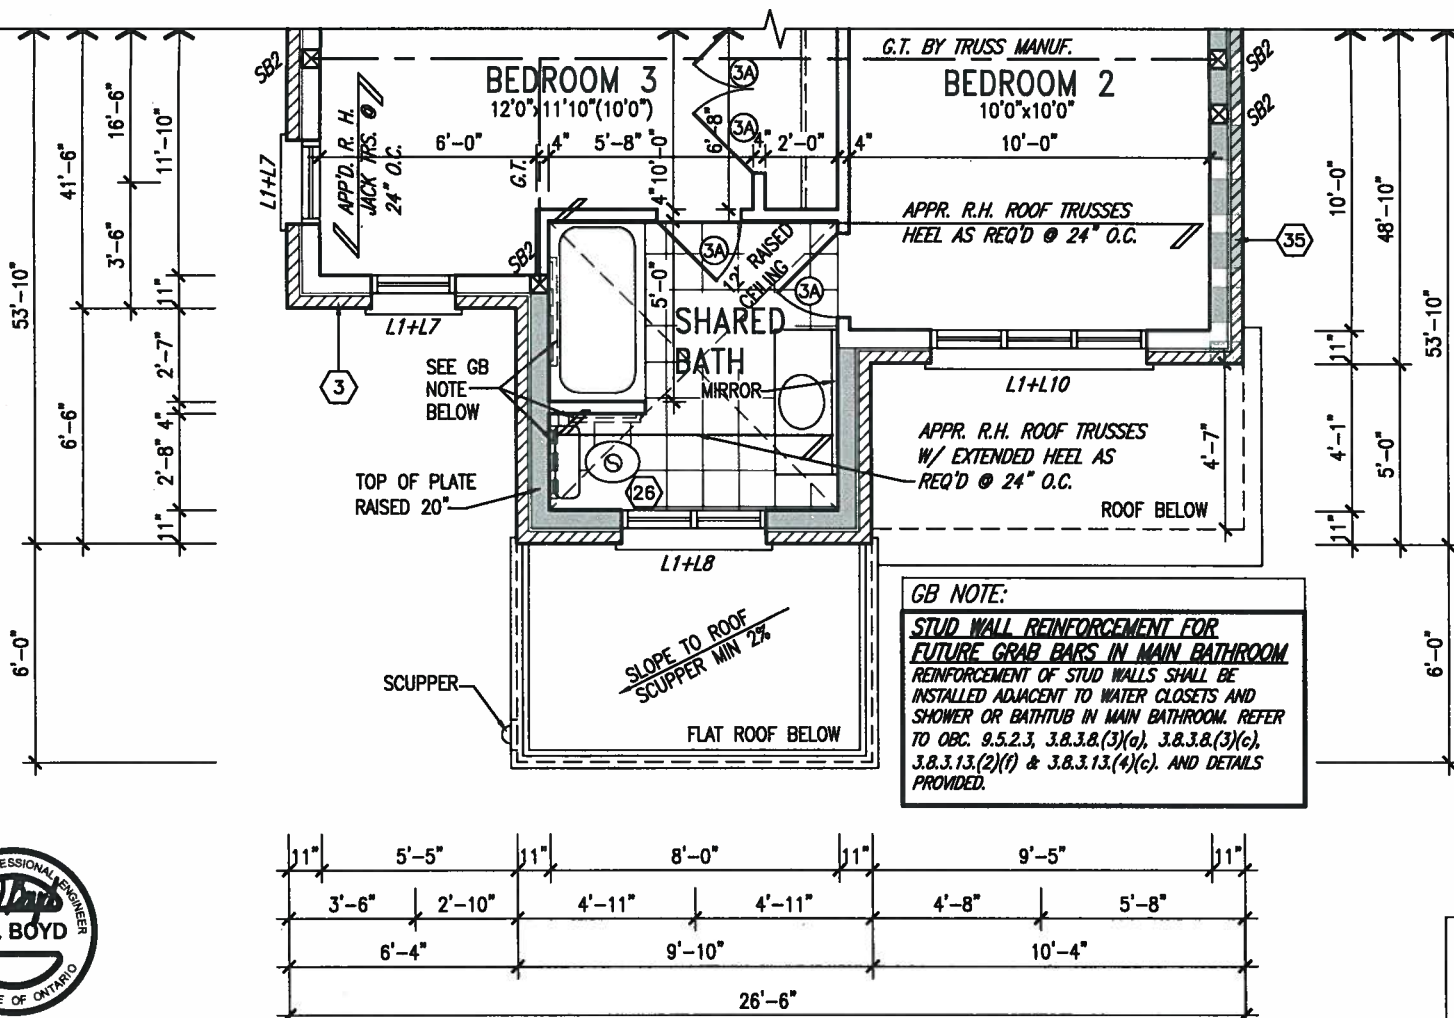 SB2
BEDROOM 3
12'0"x11'10"(10'0")
G.T. BY TRUSS MANUF.
BEDROOM 2
10'0"x10'0"
SB2
SB2
3A
3A
6'-8"
53'-10"
41'-6"
16'-6"
3'-6"
11'-10"
11"
6'-6"
2'-7"
4"
2'-8"
11"
6'-0"
L1+L7
APP'D. R. H.
JACK TRS. @
24" O.C.
6'-0"
4"
5'-8"
10'-0"
4"
4"
2'-0"
4"
10'-0"
G.T.
SB2
APPR. R.H. ROOF TRUSSES
HEEL AS REQ'D @ 24" O.C.
35
10'-0"
48'-10"
53'-10"
3A
12" RAISED
CEILING
3A
5'-0"
SHARED
BATH
MIRROR
L1+L7
3
SEE GB
NOTE
BELOW
TOP OF PLATE
RAISED 20"
26
L1+L10
APPR. R.H. ROOF TRUSSES
W/ EXTENDED HEEL AS
REQ'D @ 24" O.C.
4'-7"
ROOF BELOW
11"
4'-1"
5'-0"
11"
6'-0"
L1+L8
SLOPE TO ROOF
SCUPPER MIN 2%
SCUPPER
FLAT ROOF BELOW
GB NOTE:
STUD WALL REINFORCEMENT FOR
FUTURE GRAB BARS IN MAIN BATHROOM
REINFORCEMENT OF STUD WALLS SHALL BE
INSTALLED ADJACENT TO WATER CLOSETS AND
SHOWER OR BATHTUB IN MAIN BATHROOM. REFER
TO OBC. 9.5.2.3, 3.8.3.8.(3)(a), 3.8.3.8.(3)(c),
3.8.3.13.(2)(f) & 3.8.3.13.(4)(c). AND DETAILS
PROVIDED.
11" 5'-5" 11" 8'-0" 11" 9'-5" 11"
3'-6" 2'-10" 4'-11" 4'-11" 4'-8" 5'-8"
6'-4" 9'-10" 10'-4"
26'-6"
ENGINEER
BOYD
OF ONTARIO